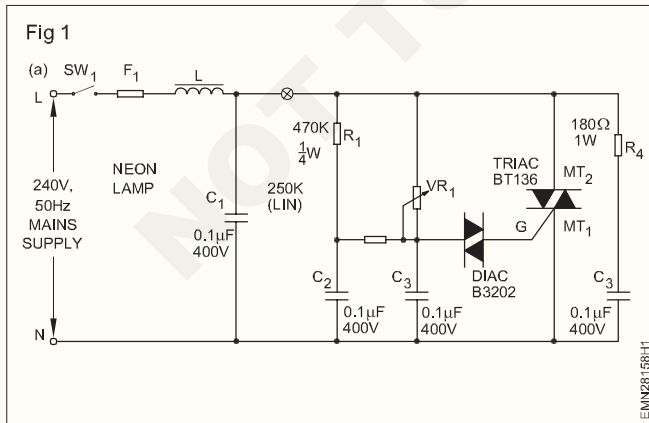 Fig 1
(a)
SW1
F1
L
L
240V,
50Hz
MAINS
SUPPLY
N
NEON
LAMP
C1
0.1µF
400V
470K
1/4W
R1
250K
(LIN)
VR1
C2
0.1µF
400V
C3
0.1µF
400V
DIAC
B3202
TRIAC
BT136
MT2
G
MT1
180Ω
1W
R4
C3
0.1µF
400V
EMN28158H1
NOT TO